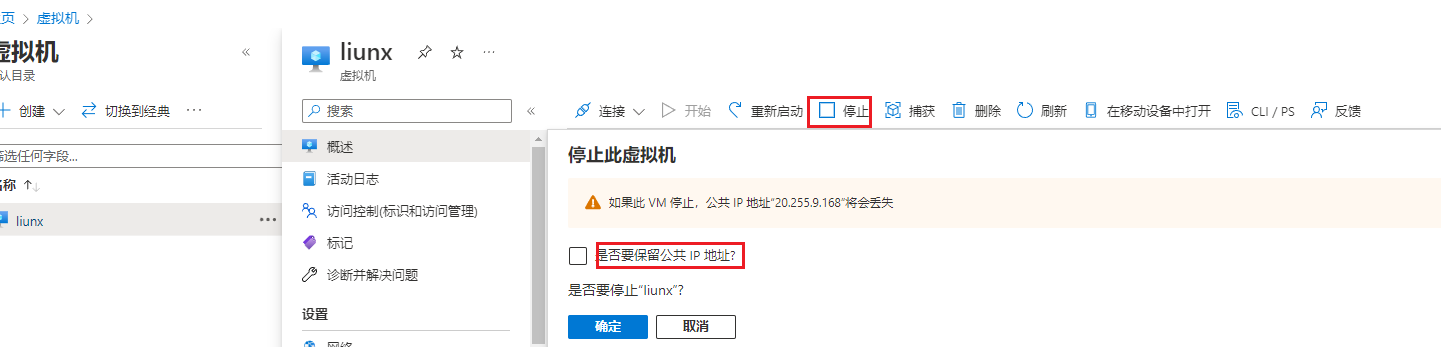 页 > 虚拟机 >
虚拟机
认目录
创建
切换到经典
筛选任何字段...
名称 ↑↓
liunx
liunx
虚拟机
搜索
概述
活动日志
访问控制(标识和访问管理)
标记
诊断并解决问题
设置
网络
连接
开始
重新启动
停止
捕获
删除
刷新
在移动设备中打开
CLI / PS
反馈
停止此虚拟机
如果此 VM 停止，公共 IP 地址“20.255.9.168”将会丢失
是否要保留公共 IP 地址?
是否要停止“liunx”?
确定
取消